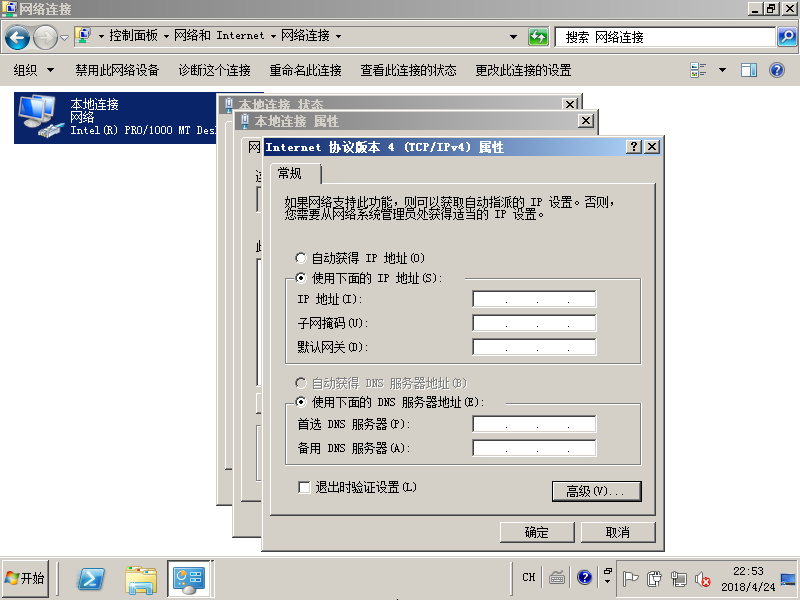 网络连接
控制面板 网络和 Internet 网络连接
搜索 网络连接
组织 禁用此网络设备 诊断这个连接 重命名此连接 查看此连接的状态 更改此连接的设置
本地连接
网络
Intel(R) PRO/1000 MT Des
本地连接 状态
本地连接 属性
网
Internet 协议版本 4 (TCP/IPv4) 属性
常规
如果网络支持此功能，则可以获取自动指派的 IP 设置。否则，
您需要从网络系统管理员处获得适当的 IP 设置。
自动获得 IP 地址(O)
使用下面的 IP 地址(S):
IP 地址(I):
子网掩码(U):
默认网关(D):
自动获得 DNS 服务器地址(B)
使用下面的 DNS 服务器地址(E):
首选 DNS 服务器(P):
备用 DNS 服务器(A):
退出时验证设置(L)
高级(V)...
确定 取消
开始
CH
22:53
2018/4/24